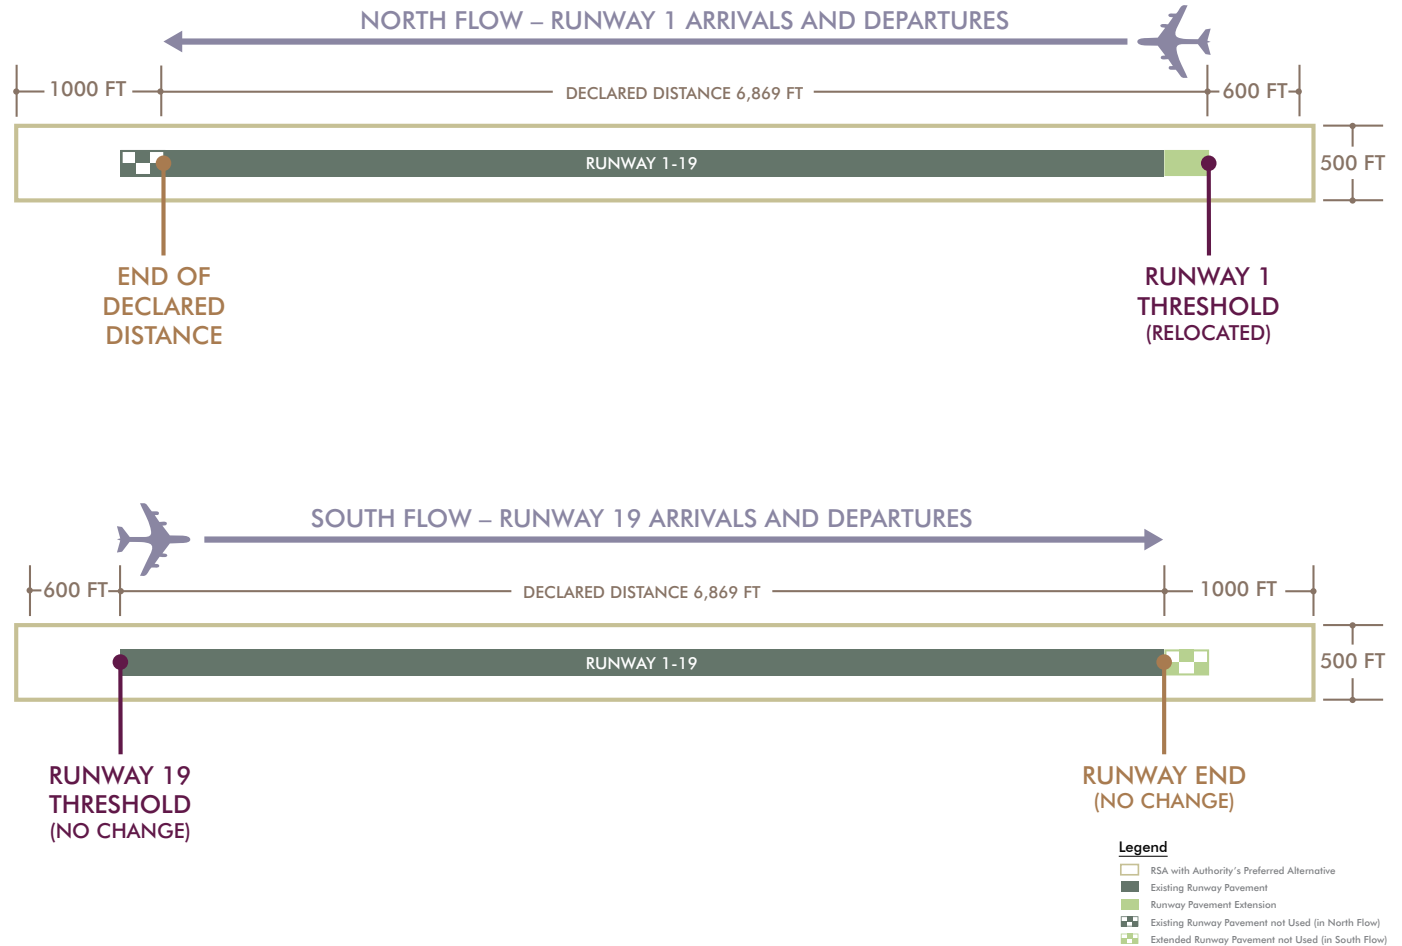 NORTH FLOW – RUNWAY 1 ARRIVALS AND DEPARTURES
1000 FT
DECLARED DISTANCE 6,869 FT
600 FT
RUNWAY 1-19
500 FT
END OF
DECLARED
DISTANCE
RUNWAY 1
THRESHOLD
(RELOCATED)
SOUTH FLOW – RUNWAY 19 ARRIVALS AND DEPARTURES
600 FT
DECLARED DISTANCE 6,869 FT
1000 FT
RUNWAY 1-19
500 FT
RUNWAY 19
THRESHOLD
(NO CHANGE)
RUNWAY END
(NO CHANGE)
Legend
RSA with Authority's Preferred Alternative
Existing Runway Pavement
Runway Pavement Extension
Existing Runway Pavement not Used (in North Flow)
Extended Runway Pavement not Used (in South Flow)